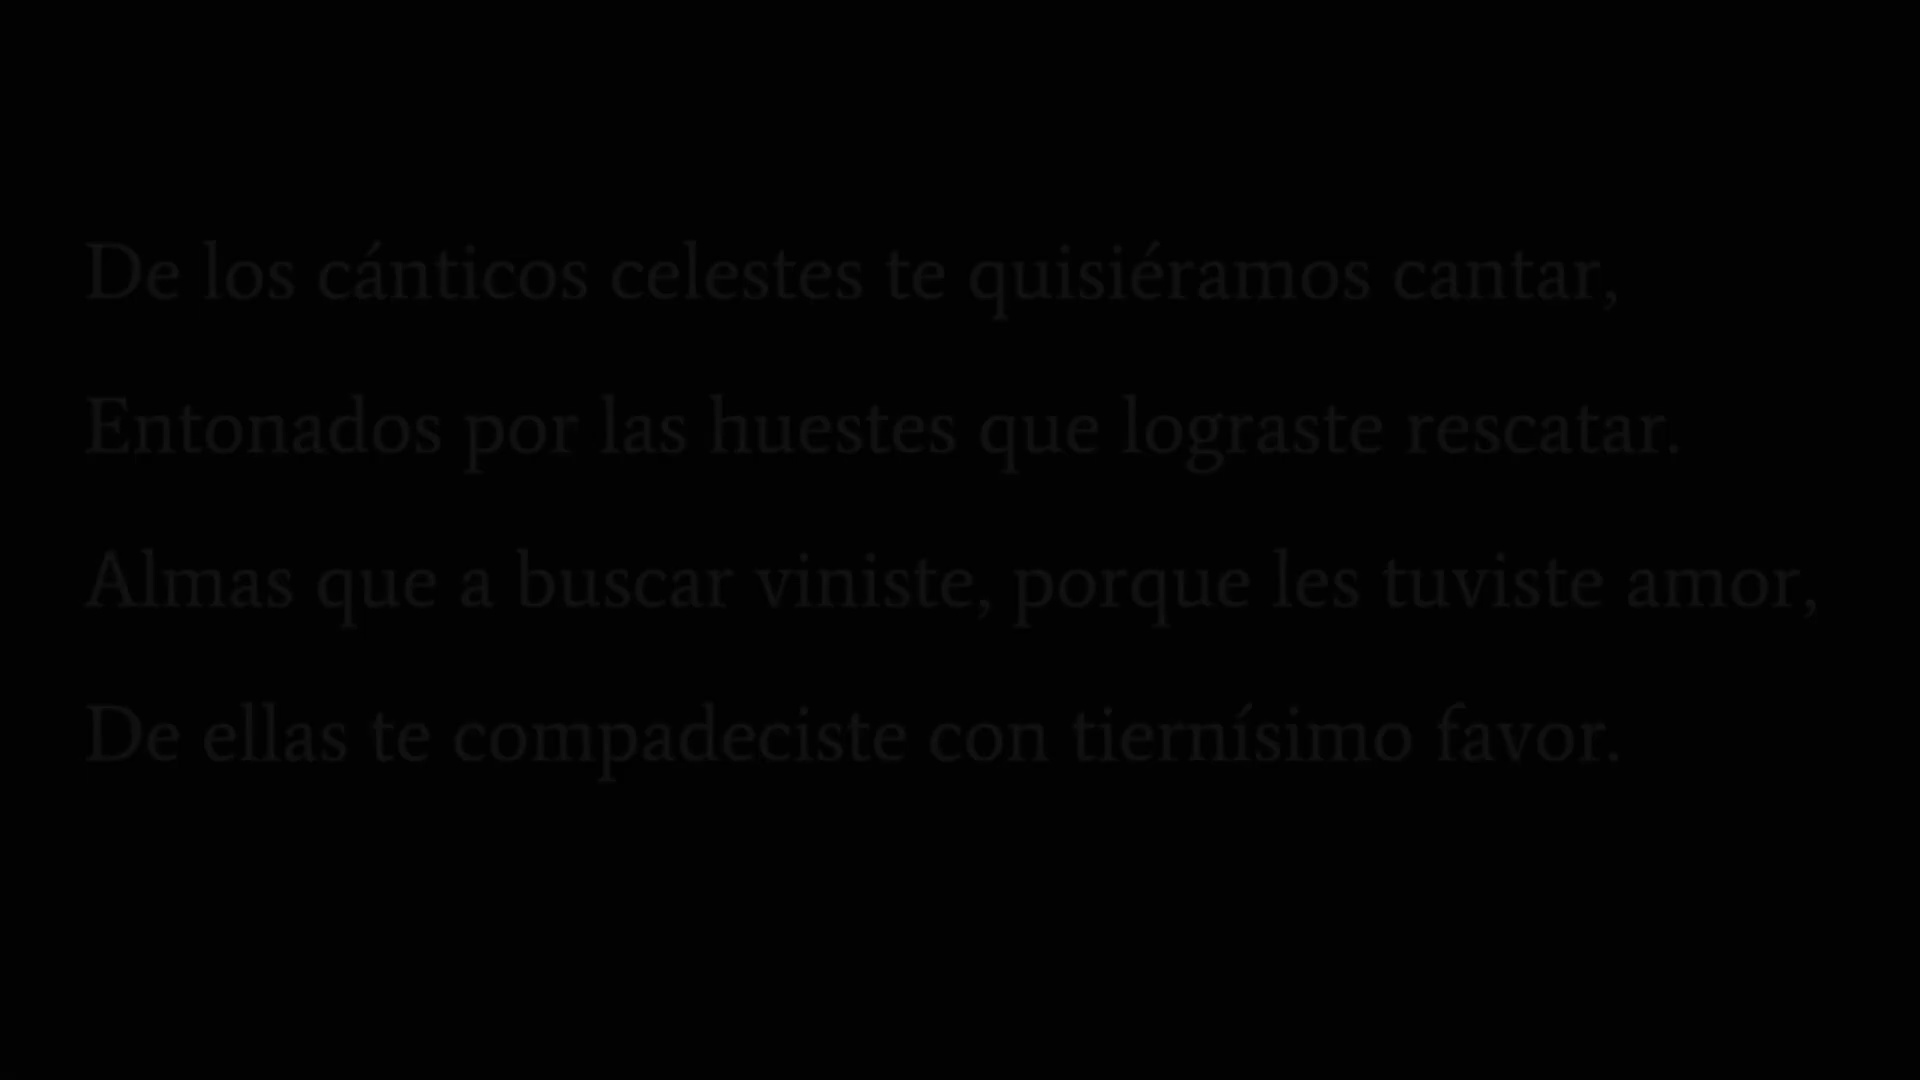 De los cánticos celestes te quisiéramos cantar,
Entonados por las huestes que lograste rescatar.
Almas que a buscar viniste, porque les tuviste amor,
De ellas te compadeciste con tiernísimo favor.